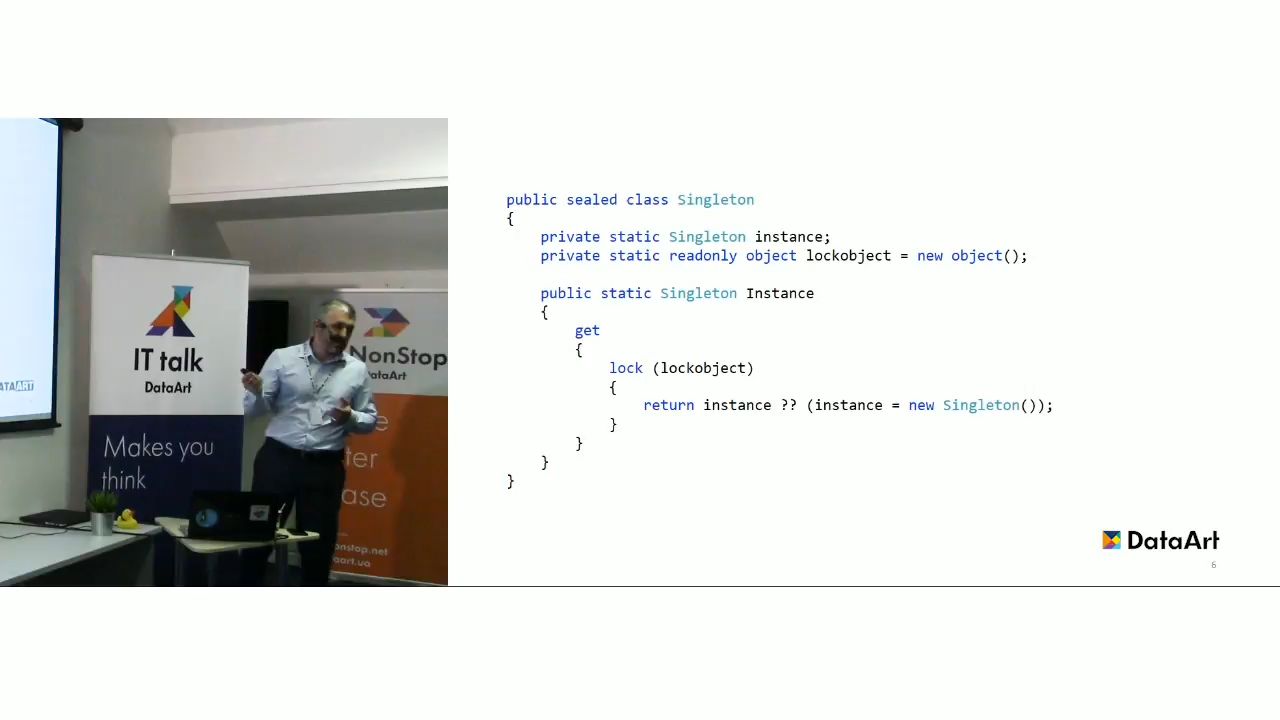 ATAART
IT talk
DataArt
Makes you
think
NonStop
DataArt
public sealed class Singleton
{
    private static Singleton instance;
    private static readonly object lockobject = new object();
    public static Singleton Instance
    {
        get
        {
            lock (lockobject)
            {
                return instance ?? (instance = new Singleton());
            }
        }
    }
}
DataArt
6